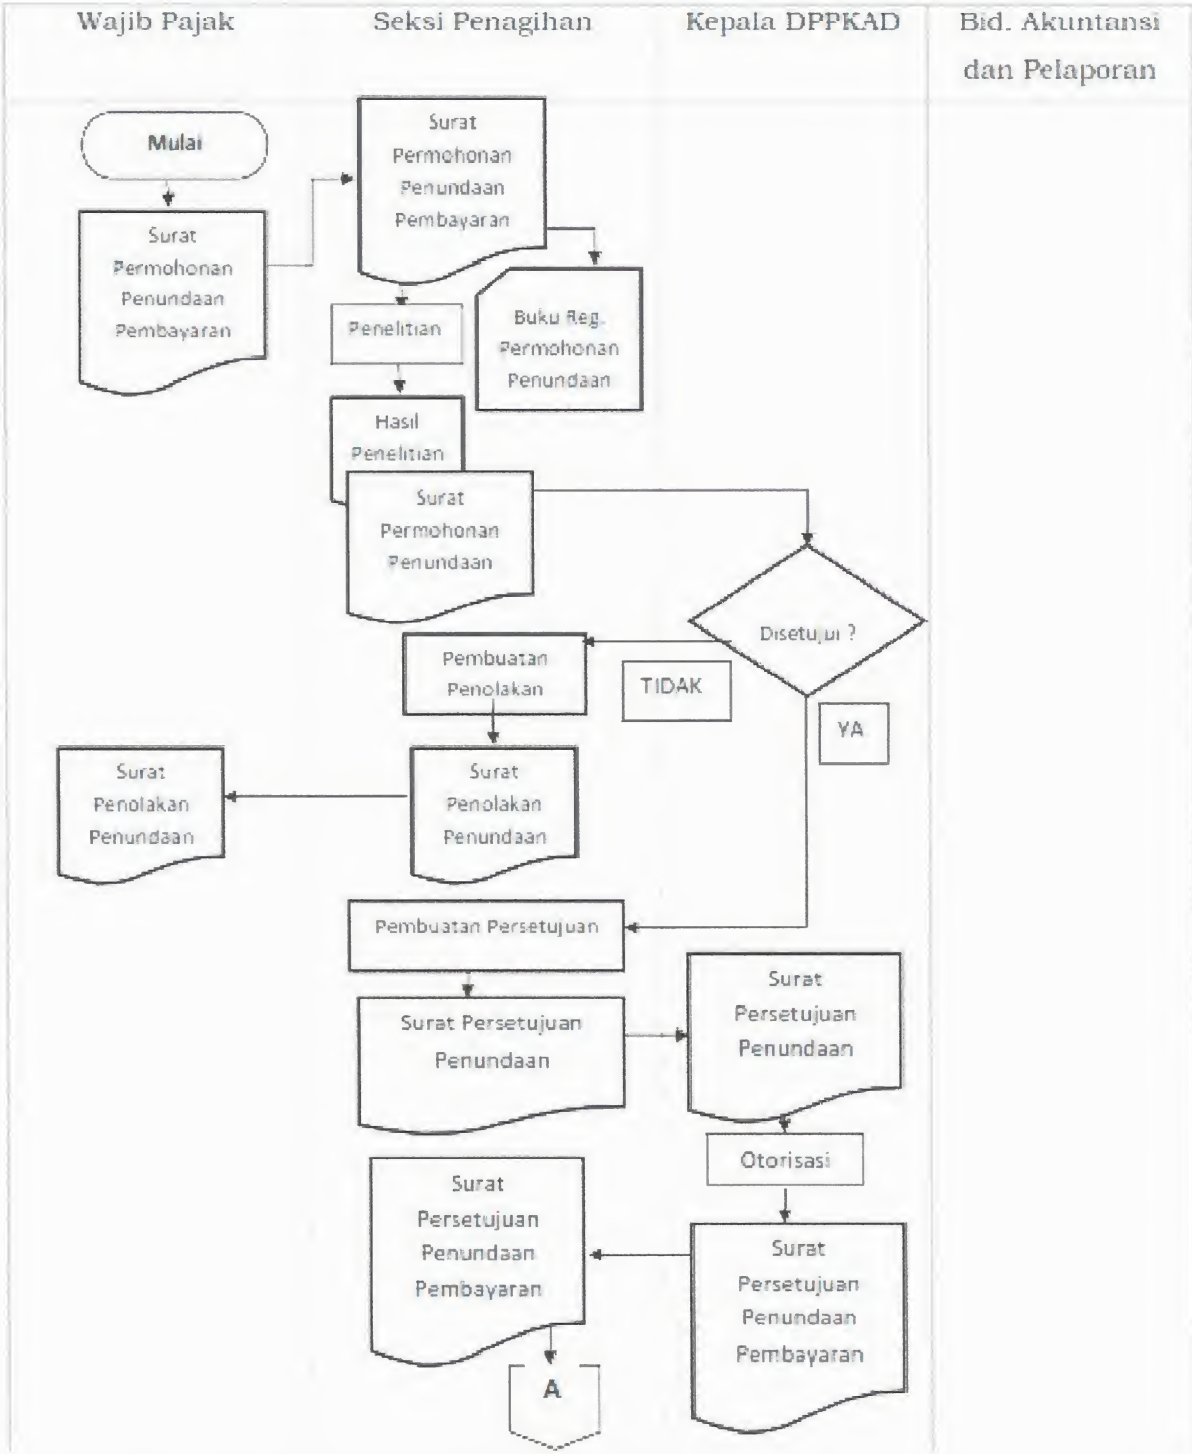 Wajib Pajak
Seksi Penagihan
Kepala DPPKAD
Bid. Akuntansi
dan Pelaporan
Mulai
Surat
Permohonan
Penundaan
Pembayaran
Surat
Permohonan
Penundaan
Pembayaran
Buku Reg.
Permohonan
Penundaan
Penelitian
Hasil
Penelitian
Surat
Permohonan
Penundaan
Disetujui ?
TIDAK
YA
Pembuatan
Penolakan
Surat
Penolakan
Penundaan
Surat
Penolakan
Penundaan
Pembuatan Persetujuan
Surat Persetujuan
Penundaan
Surat
Persetujuan
Penundaan
Otorisasi
Surat
Persetujuan
Penundaan
Pembayaran
Surat
Persetujuan
Penundaan
Pembayaran
A